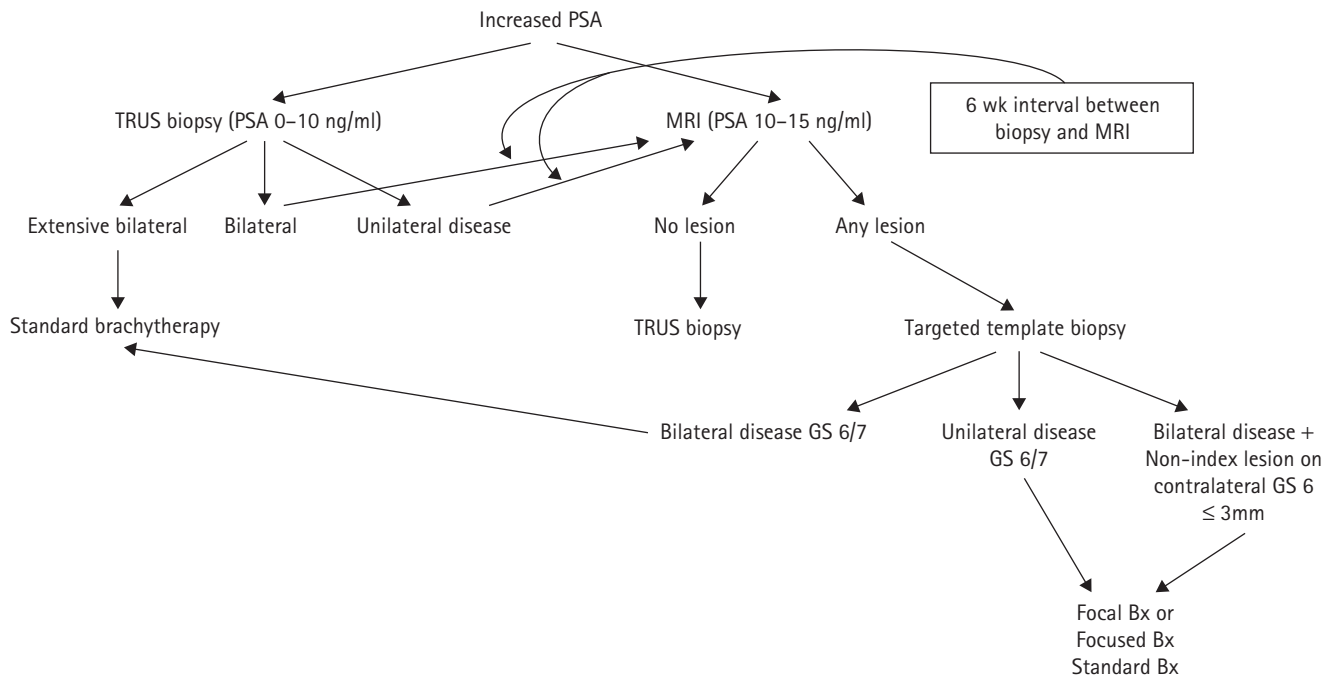 Increased PSA
TRUS biopsy (PSA 0–10 ng/ml)
MRI (PSA 10–15 ng/ml)
6 wk interval between
biopsy and MRI
Extensive bilateral
Bilateral
Unilateral disease
No lesion
Any lesion
Standard brachytherapy
TRUS biopsy
Targeted template biopsy
Bilateral disease GS 6/7
Unilateral disease
GS 6/7
Bilateral disease +
Non-index lesion on
contralateral GS 6
≤ 3mm
Focal Bx or
Focused Bx
Standard Bx